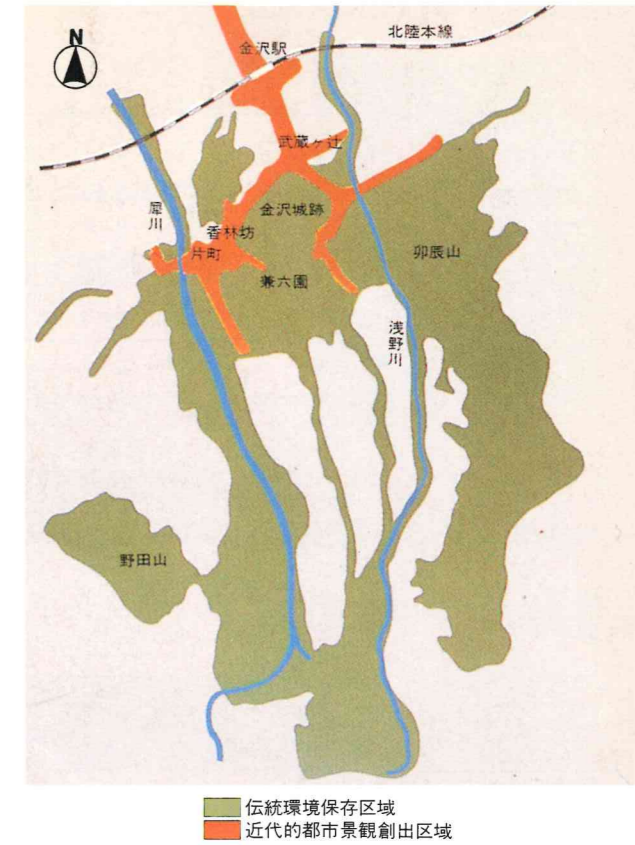 N
北陸本線
金沢駅
武蔵ヶ辻
犀川
金沢城跡
香林坊
片町
卯辰山
兼六園
浅野川
野田山
伝統環境保存区域
近代的都市景観創出区域